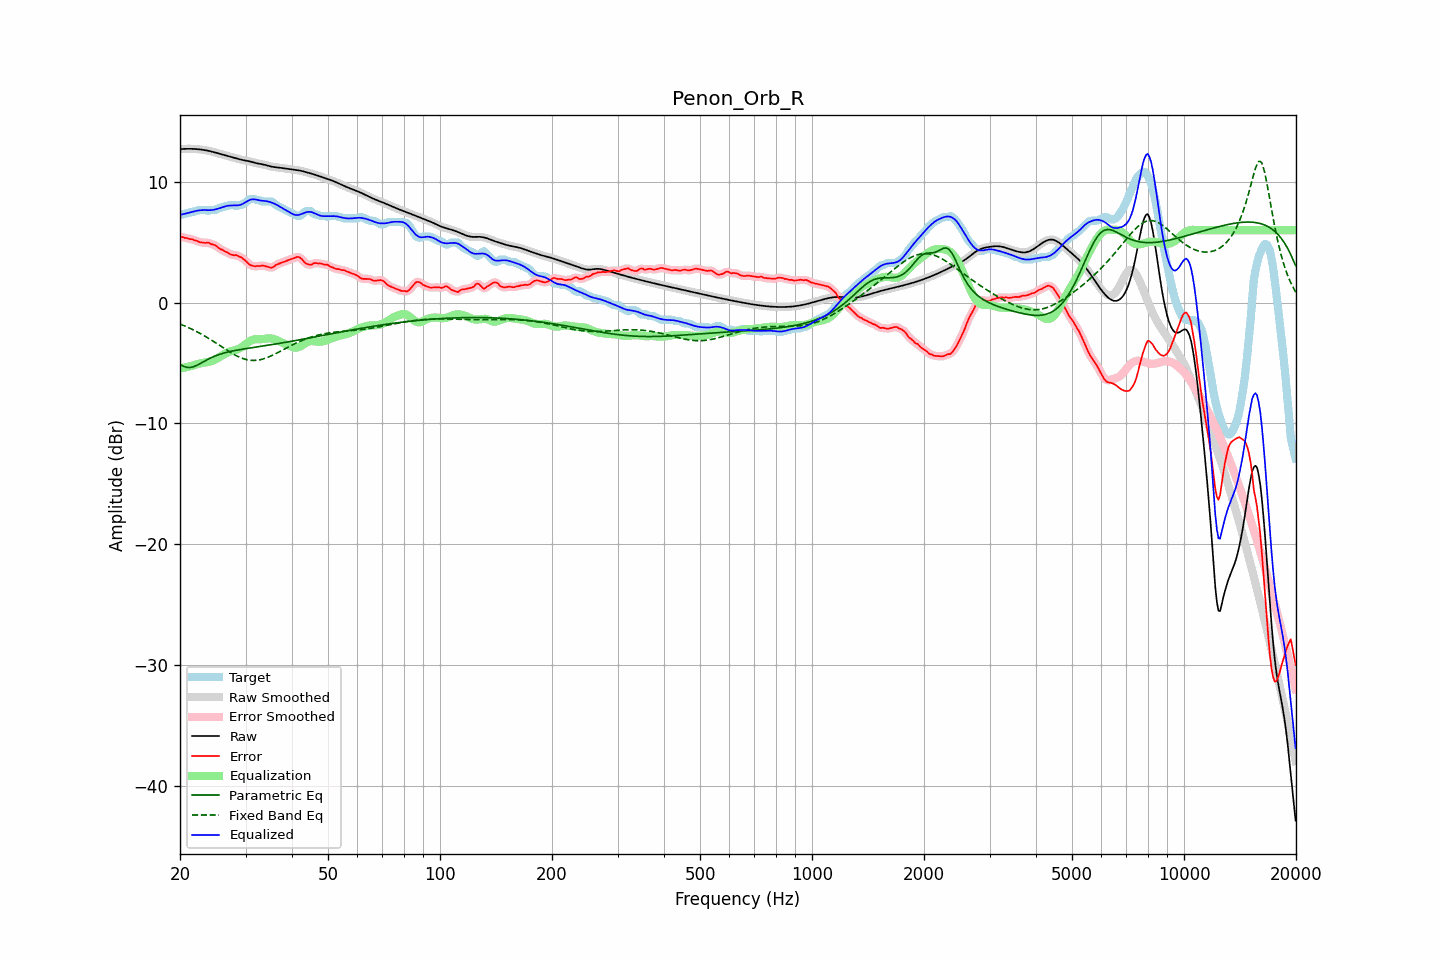 Penon_Orb_R
Amplitude (dBr)
10
0
−10
−20
−30
−40
Target
Raw Smoothed
Error Smoothed
Raw
Error
Equalization
Parametric Eq
Fixed Band Eq
Equalized
20 50 100 200 500 1000 2000 5000 10000 20000
Frequency (Hz)